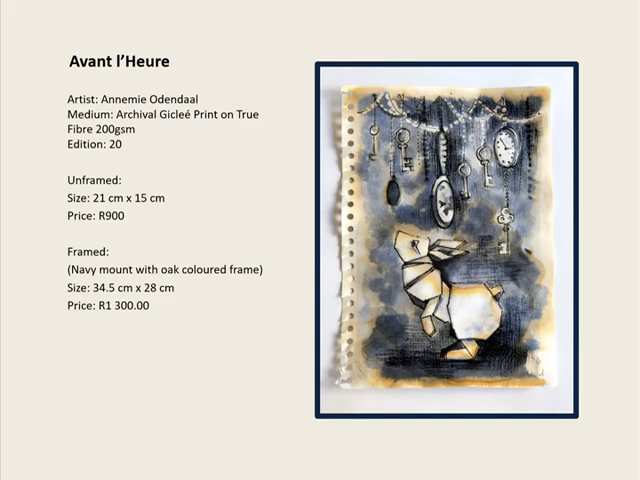 Avant l’Heure
Artist: Annemie Odendaal
Medium: Archival Gicleé Print on True
Fibre 200gsm
Edition: 20
Unframed:
Size: 21 cm x 15 cm
Price: R900
Framed:
(Navy mount with oak coloured frame)
Size: 34.5 cm x 28 cm
Price: R1 300.00